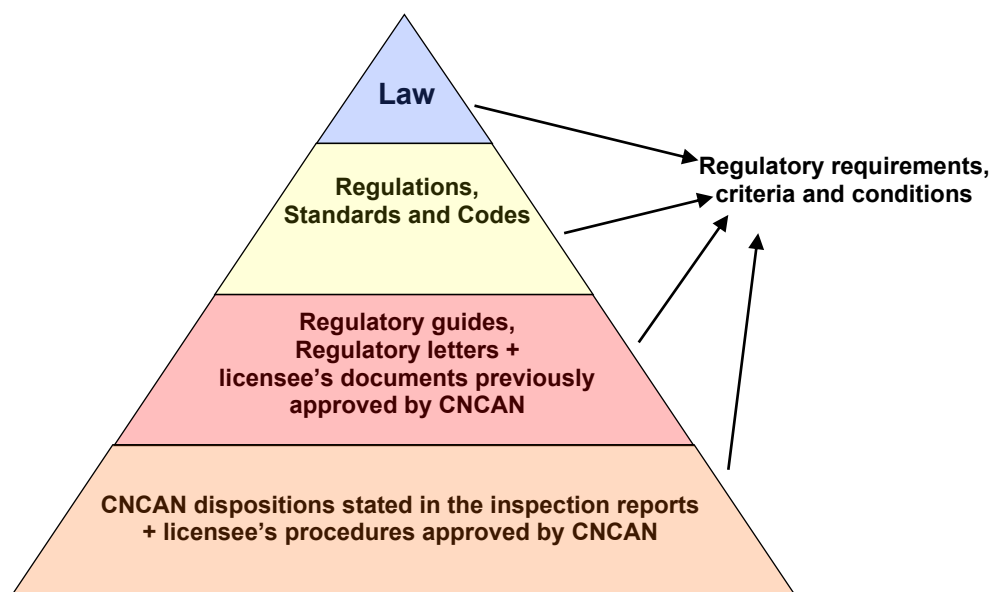 Law
Regulatory requirements,
criteria and conditions
Regulations,
Standards and Codes
Regulatory guides,
Regulatory letters +
licensee’s documents previously
approved by CNCAN
CNCAN dispositions stated in the inspection reports
+ licensee’s procedures approved by CNCAN